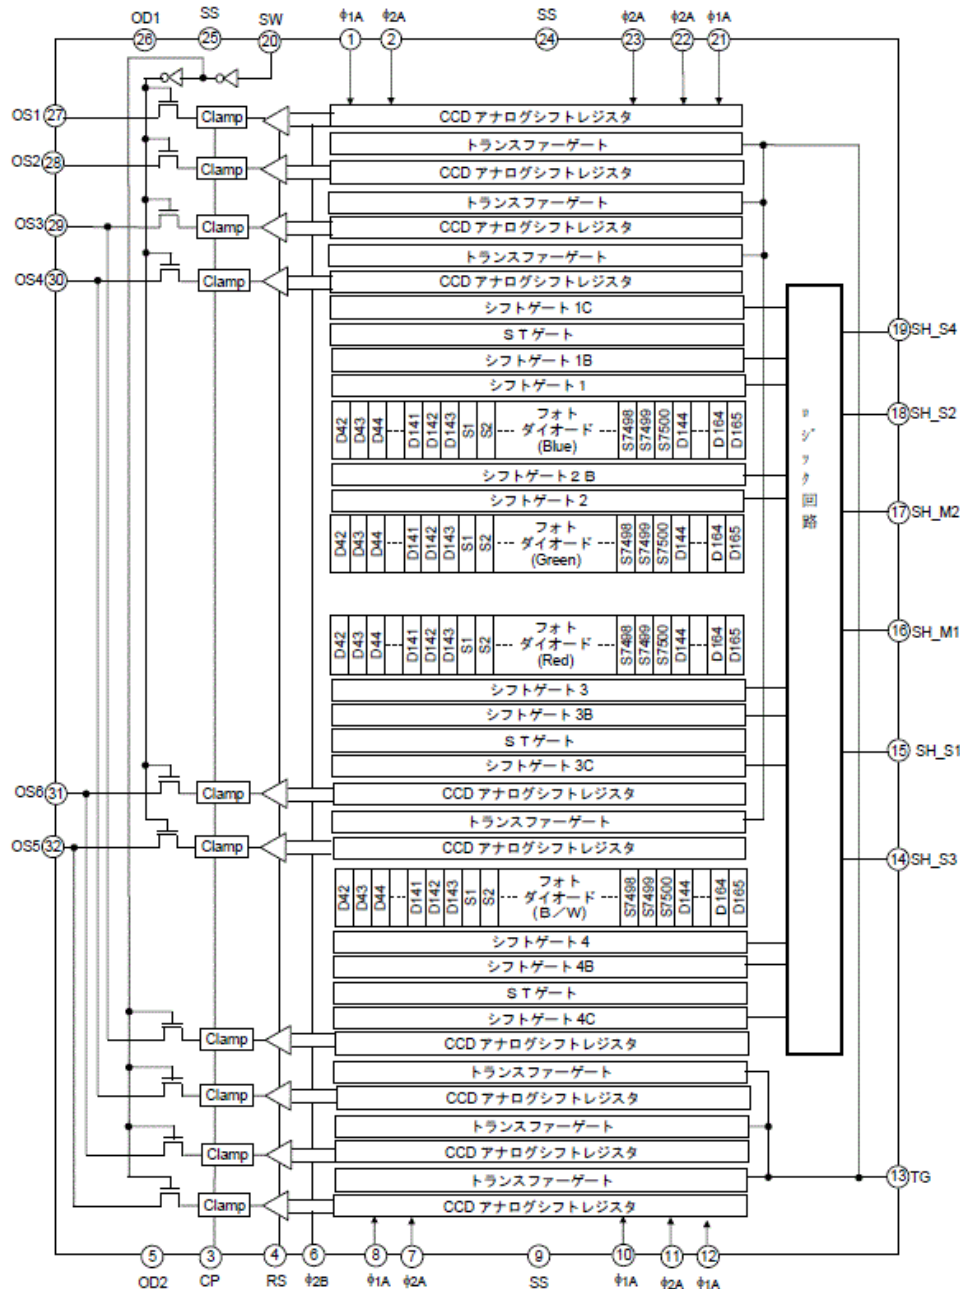 OD1 SS SW ϕ1A ϕ2A SS ϕ2A ϕ2A ϕ1A
26 25 20 1 2 24 23 22 21
OS1 27 Clamp CCD アナログシフトレジスタ
トランスファーゲート
OS2 28 Clamp CCD アナログシフトレジスタ
トランスファーゲート
OS3 29 Clamp CCD アナログシフトレジスタ
トランスファーゲート
OS4 30 Clamp CCD アナログシフトレジスタ
シフトゲート 1C
STゲート
19 SH_S4
シフトゲート 1B
シフトゲート 1
D42 D43 D44 D141 D142 D143 S1 S2 フォト ダイオード (Blue) S7498 S7499 S7500 D144 D164 D165
18 SH_S2
ロジック回路
シフトゲート2 B
シフトゲート 2
17 SH_M2
D42 D43 D44 D141 D142 D143 S1 S2 フォト ダイオード (Green) S7498 S7499 S7500 D144 D164 D165
16 SH_M1
D42 D43 D44 D141 D142 D143 S1 S2 フォト ダイオード (Red) S7498 S7499 S7500 D144 D164 D165
シフトゲート 3
シフトゲート 3B
STゲート
15 SH_S1
シフトゲート 3C
OS6 31 Clamp CCD アナログシフトレジスタ
トランスファーゲート
OS5 32 Clamp CCD アナログシフトレジスタ
14 SH_S3
D42 D43 D44 D141 D142 D143 S1 S2 フォト ダイオード (B/W) S7498 S7499 S7500 D144 D164 D165
シフトゲート 4
シフトゲート 4B
STゲート
シフトゲート 4C
Clamp CCD アナログシフトレジスタ
トランスファーゲート
Clamp CCD アナログシフトレジスタ
トランスファーゲート
Clamp CCD アナログシフトレジスタ
トランスファーゲート
13 TG
Clamp CCD アナログシフトレジスタ
5 3 4 6 8 7 9 10 11 12
OD2 CP RS ϕ2B ϕ1A ϕ2A SS ϕ1A ϕ2A ϕ1A